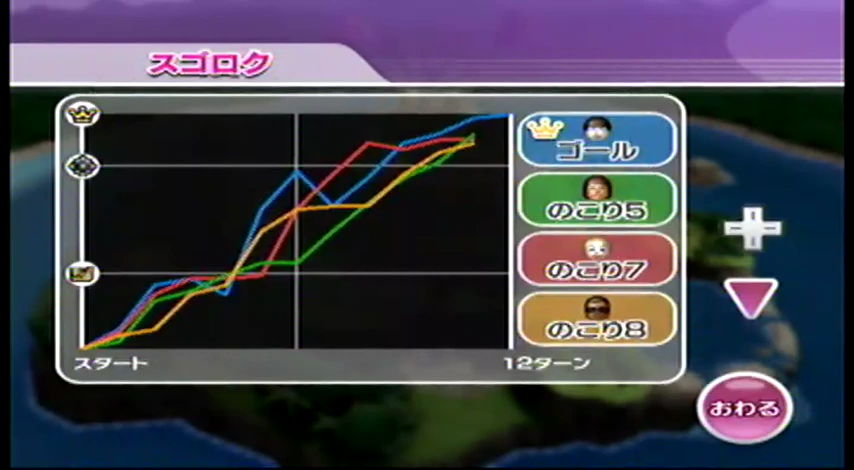 スゴロク
ゴール
のこり5
のこり7
のこり8
スタート
12ターン
おわる